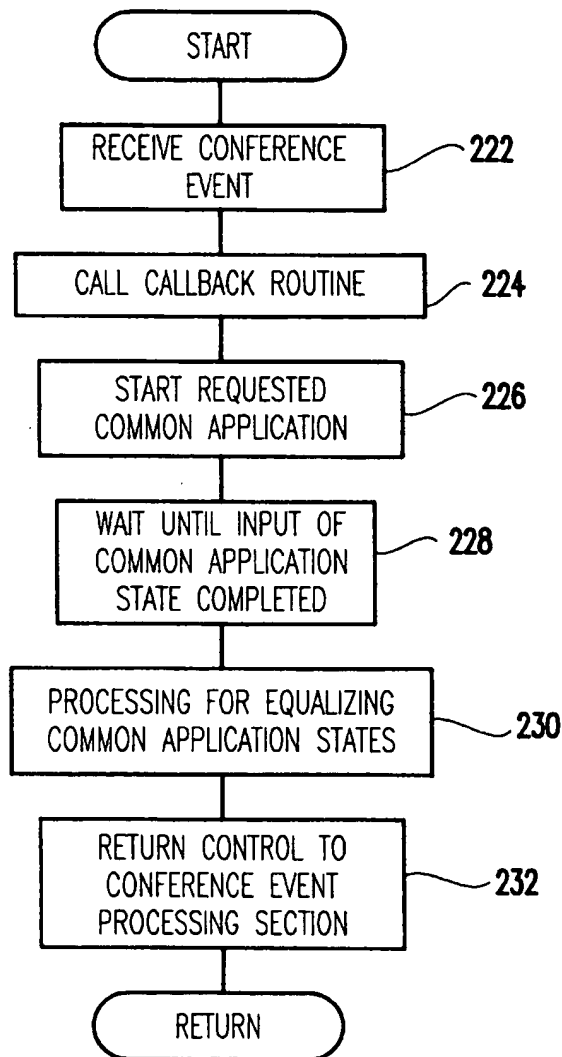 START
RECEIVE CONFERENCE
EVENT
222
CALL CALLBACK ROUTINE
224
START REQUESTED
COMMON APPLICATION
226
WAIT UNTIL INPUT OF
COMMON APPLICATION
STATE COMPLETED
228
PROCESSING FOR EQUALIZING
COMMON APPLICATION STATES
230
RETURN CONTROL TO
CONFERENCE EVENT
PROCESSING SECTION
232
RETURN